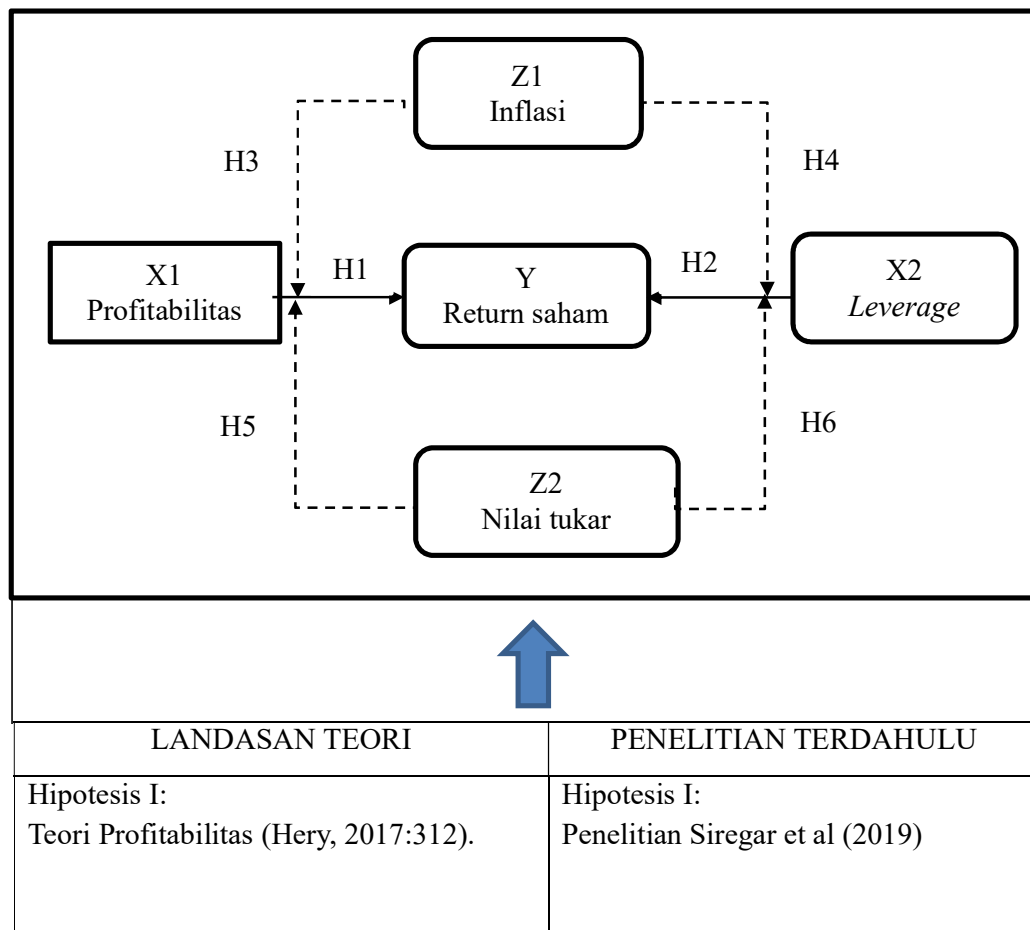 Z1
Inflasi
H3
H4
X1
Profitabilitas
H1
Y
Return saham
H2
X2
Leverage
H5
H6
Z2
Nilai tukar
LANDASAN TEORI
PENELITIAN TERDAHULU
Hipotesis I:
Teori Profitabilitas (Hery, 2017:312).
Hipotesis I:
Penelitian Siregar et al (2019)